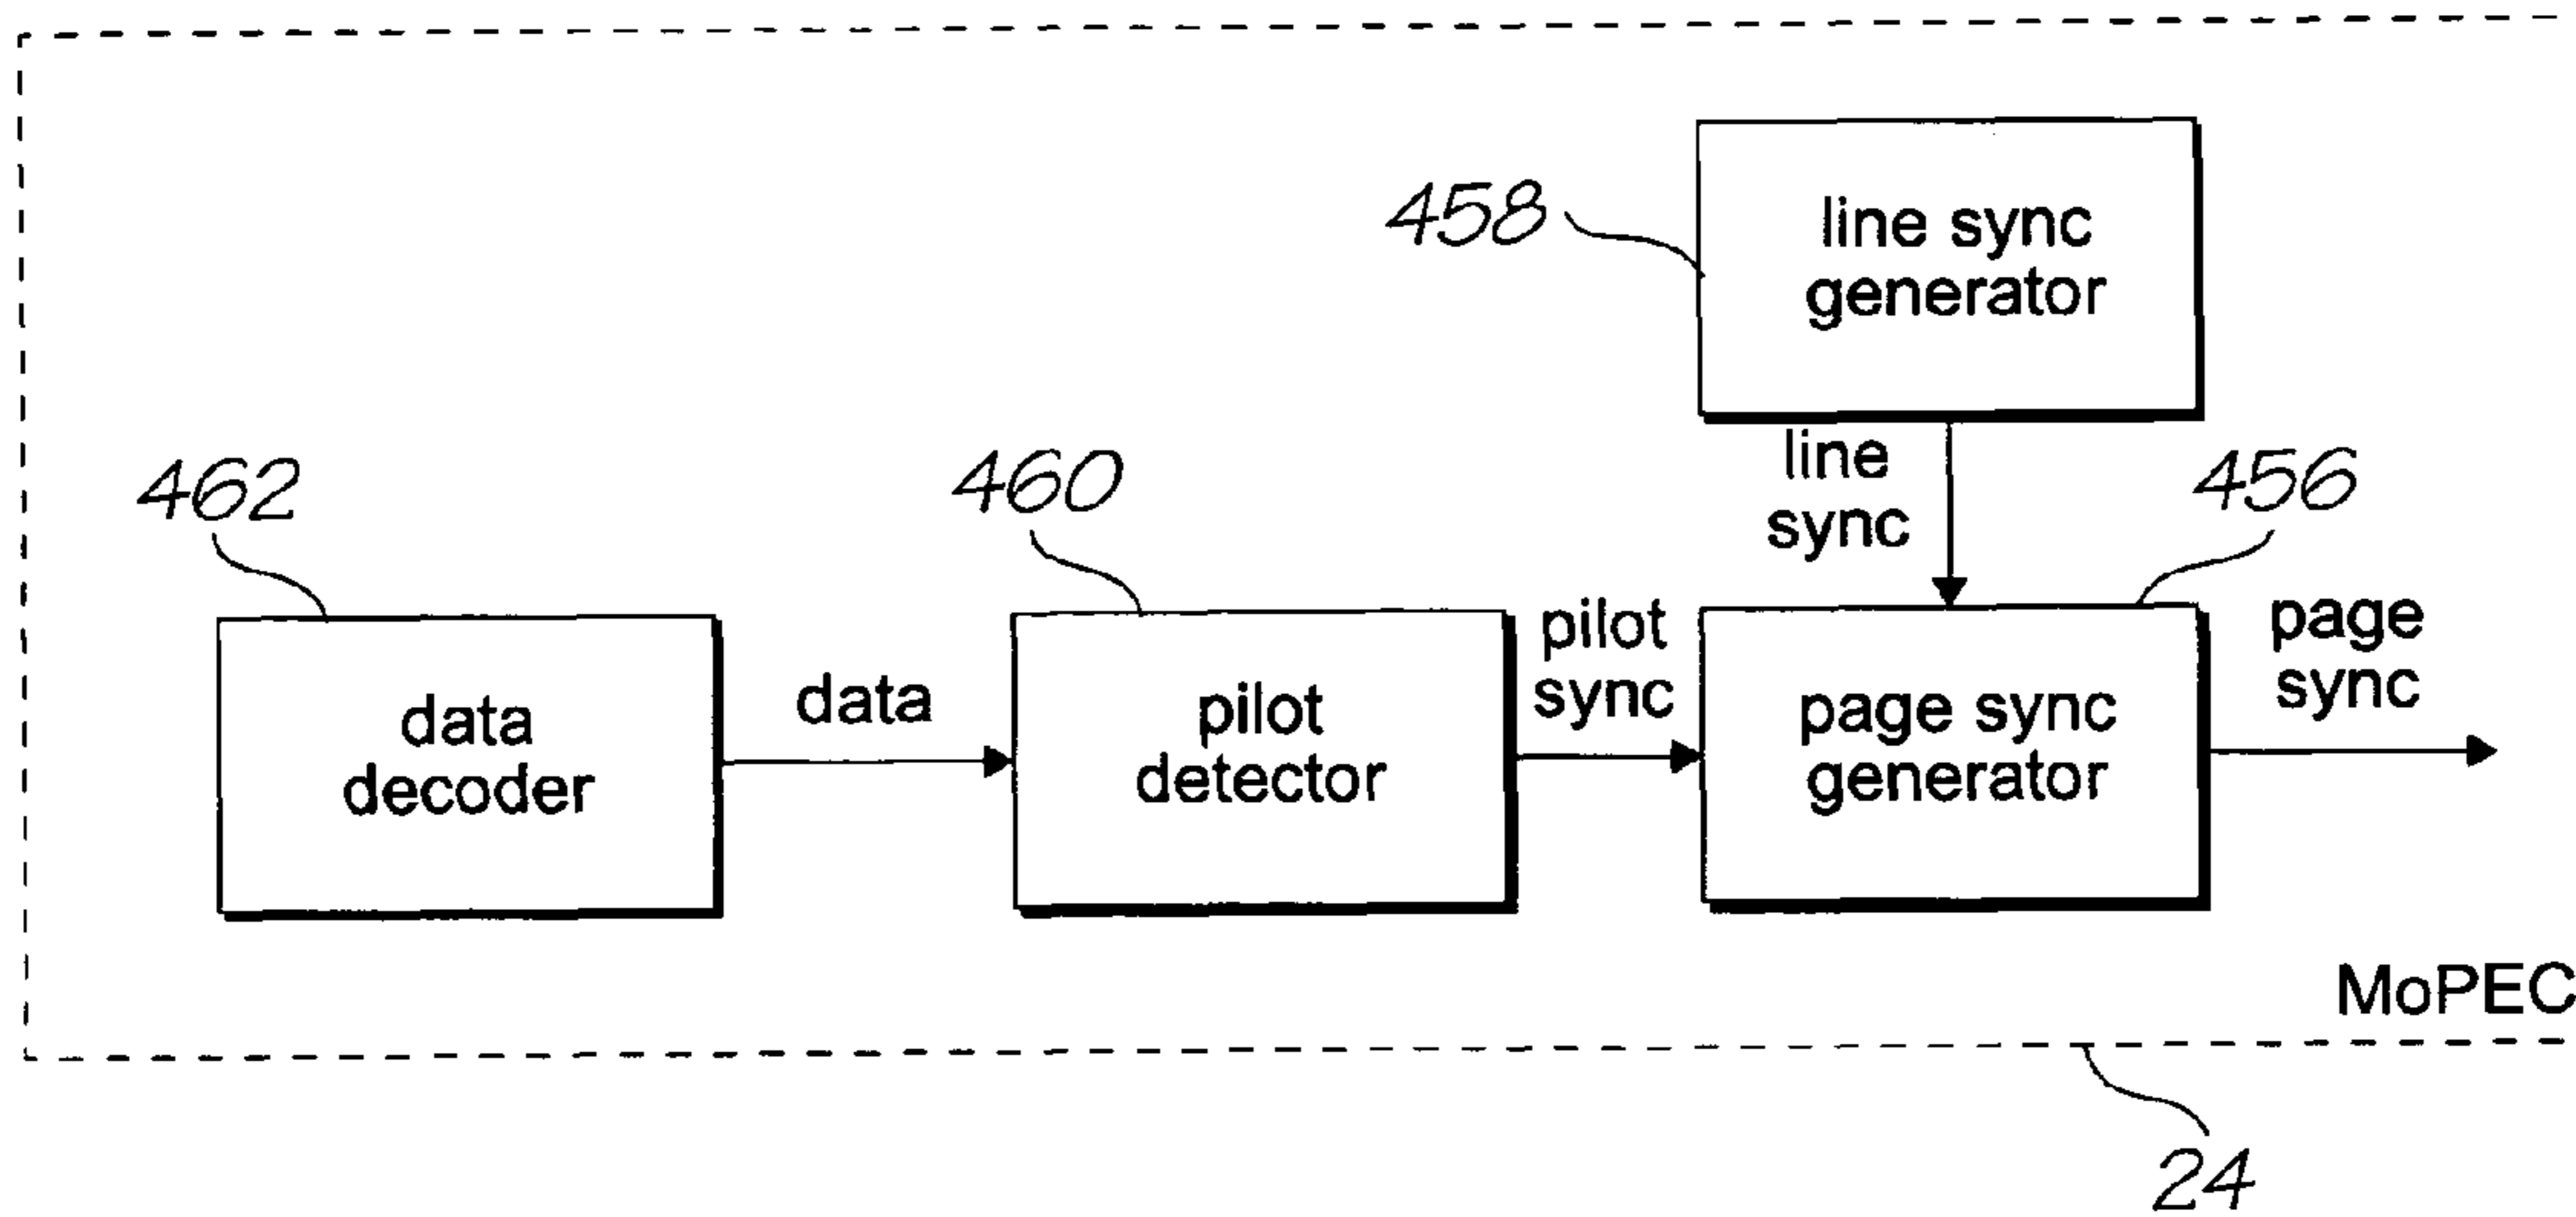 458
line sync
generator
line
sync
462
460
456
data
decoder
data
pilot
detector
pilot
sync
page sync
generator
page
sync
MoPEC
24